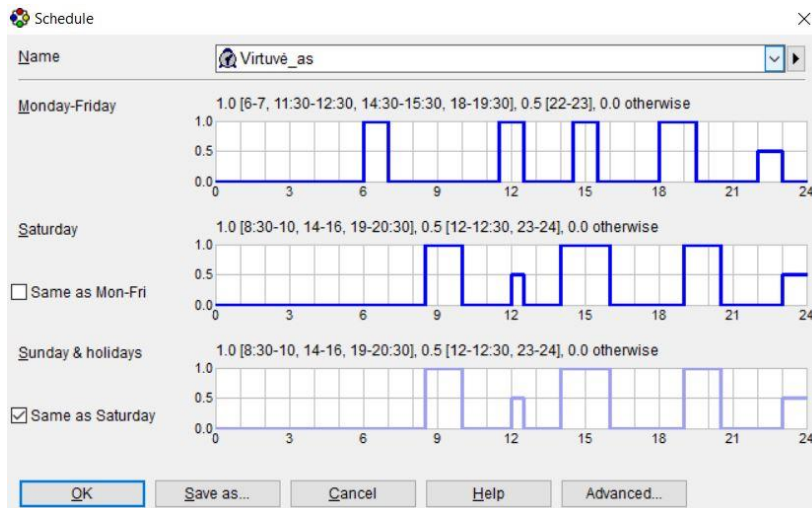 Schedule
Name
Virtuvė_as
Monday-Friday
1.0 [6-7, 11:30-12:30, 14:30-15:30, 18-19:30], 0.5 [22-23], 0.0 otherwise
1.0
0.5
0.0
0 3 6 9 12 15 18 21 24
Saturday
1.0 [8:30-10, 14-16, 19-20:30], 0.5 [12-12:30, 23-24], 0.0 otherwise
1.0
0.5
Same as Mon-Fri
0.0
0 3 6 9 12 15 18 21 24
Sunday & holidays
1.0 [8:30-10, 14-16, 19-20:30], 0.5 [12-12:30, 23-24], 0.0 otherwise
1.0
0.5
Same as Saturday
0.0
0 3 6 9 12 15 18 21 24
OK Save as... Cancel Help Advanced...